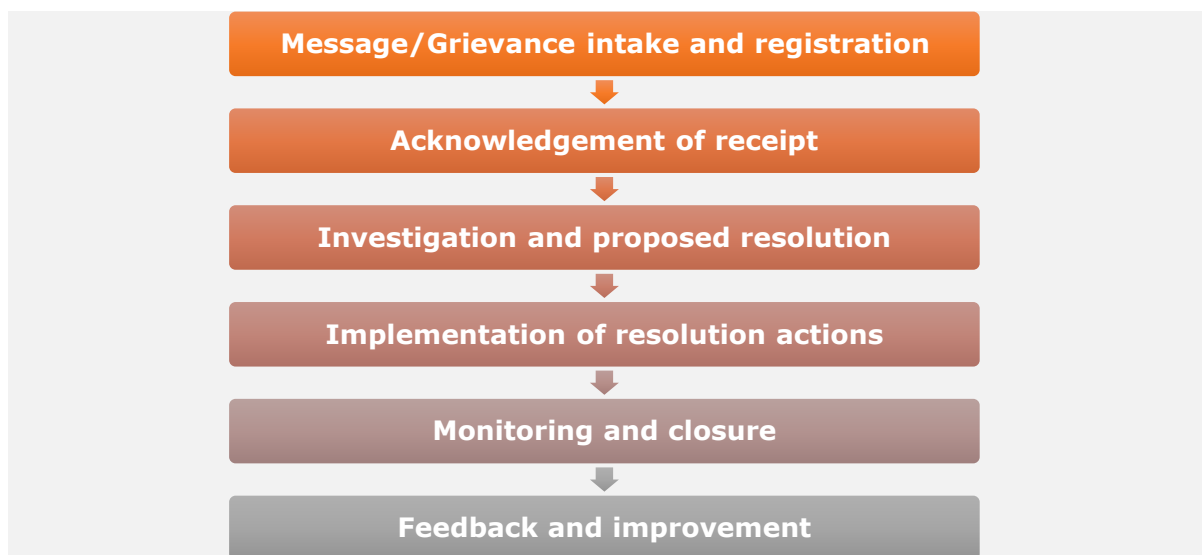 Message/Grievance intake and registration
Acknowledgement of receipt
Investigation and proposed resolution
Implementation of resolution actions
Monitoring and closure
Feedback and improvement